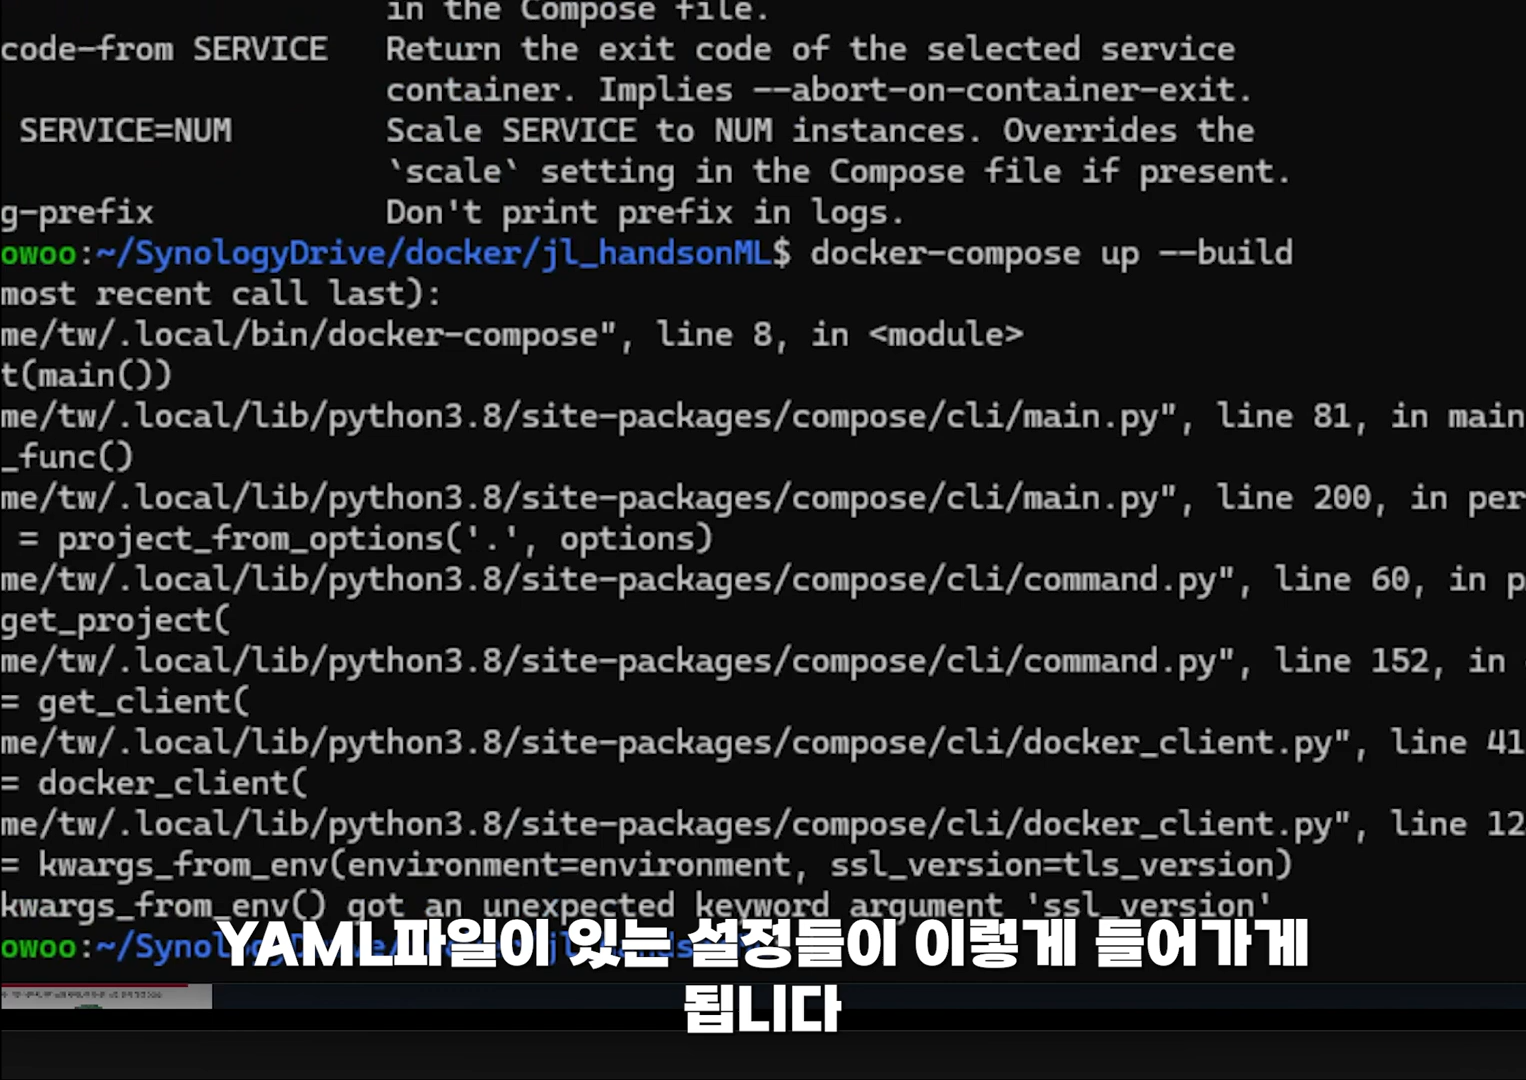 in the Compose file.
code-from SERVICE Return the exit code of the selected service
container. Implies --abort-on-container-exit.
SERVICE=NUM Scale SERVICE to NUM instances. Overrides the
`scale` setting in the Compose file if present.
g-prefix Don't print prefix in logs.
owoo:~/SynologyDrive/docker/jl_handsonML$ docker-compose up --build
most recent call last):
me/tw/.local/bin/docker-compose", line 8, in <module>
t(main())
me/tw/.local/lib/python3.8/site-packages/compose/cli/main.py", line 81, in main
_func()
me/tw/.local/lib/python3.8/site-packages/compose/cli/main.py", line 200, in per
= project_from_options('.', options)
me/tw/.local/lib/python3.8/site-packages/compose/cli/command.py", line 60, in p
get_project(
me/tw/.local/lib/python3.8/site-packages/compose/cli/command.py", line 152, in
= get_client(
me/tw/.local/lib/python3.8/site-packages/compose/cli/docker_client.py", line 41
= docker_client(
me/tw/.local/lib/python3.8/site-packages/compose/cli/docker_client.py", line 12
= kwargs_from_env(environment=environment, ssl_version=tls_version)
kwargs_from_env() got an unexpected keyword argument 'ssl_version'
owoo:~/Synolo
YAML파일이 있는 설정들이 이렇게 들어가게
됩니다